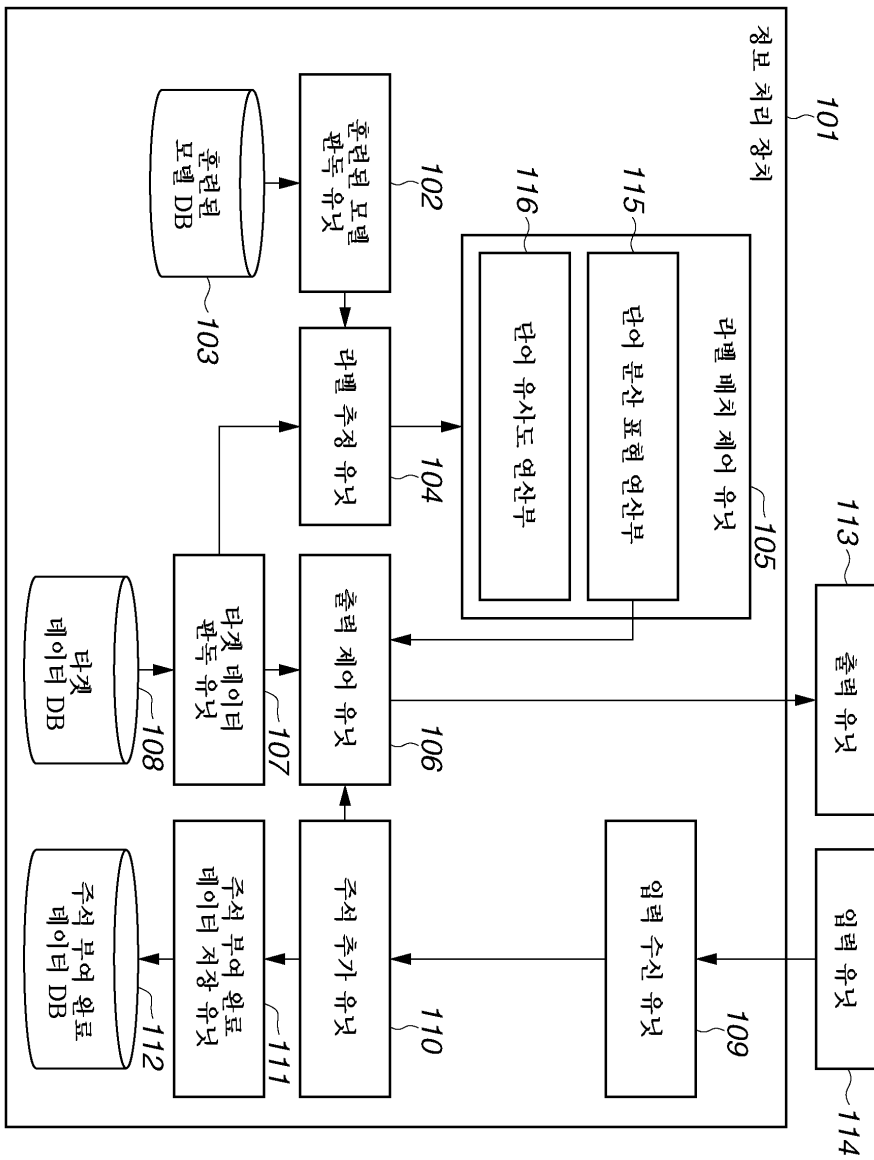 정보 처리 장치
101
훈련된
모델 DB
103
훈련된 모델
판독 유닛
102
라벨 추정 유닛
104
라벨 배치 제어 유닛
105
단어 분산 표현 연산부
115
단어 유사도 연산부
116
출력 제어 유닛
106
타겟 데이터
판독 유닛
107
타겟
데이터 DB
108
출력 유닛
113
입력 유닛
114
입력 수신 유닛
109
주석 추가 유닛
110
주석 부여 완료
데이터 저장 유닛
111
주석 부여 완료
데이터 DB
112